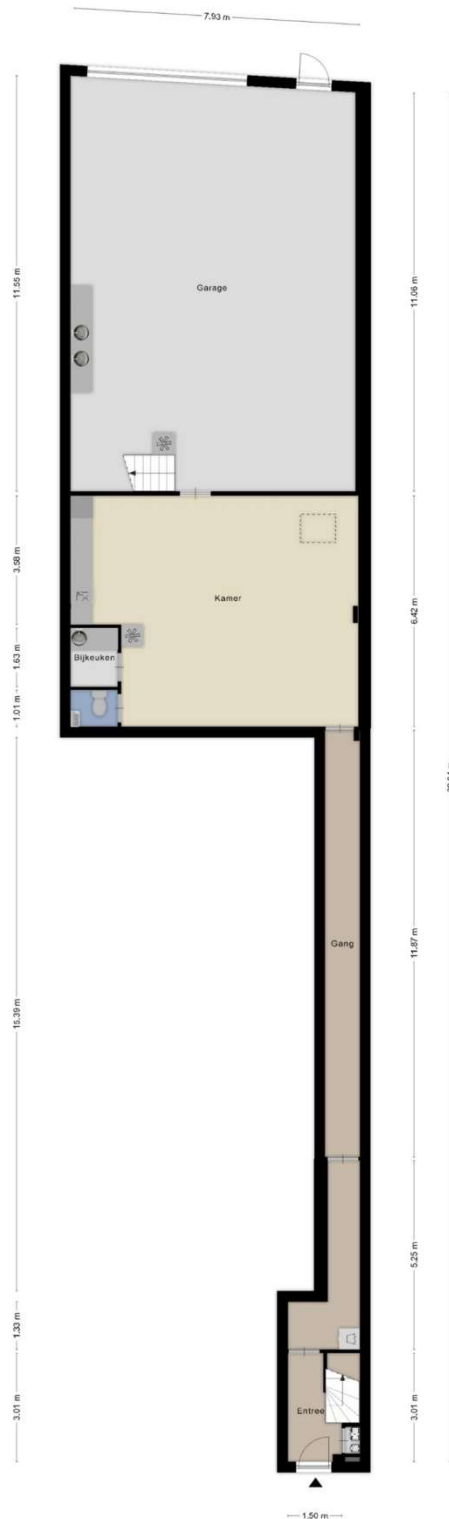 7.93 m
11.55 m
11.06 m
Garage
3.58 m
Kamer
6.42 m
1.63 m
Bijkeuken
1.01 m
15.39 m
Gang
11.87 m
5.25 m
1.33 m
3.01 m
Entree
3.01 m
1.50 m